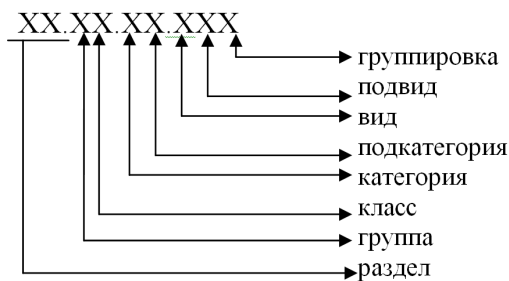 XX.XX.XX.XXX
группировка
подвид
вид
подкатегория
категория
класс
группа
раздел